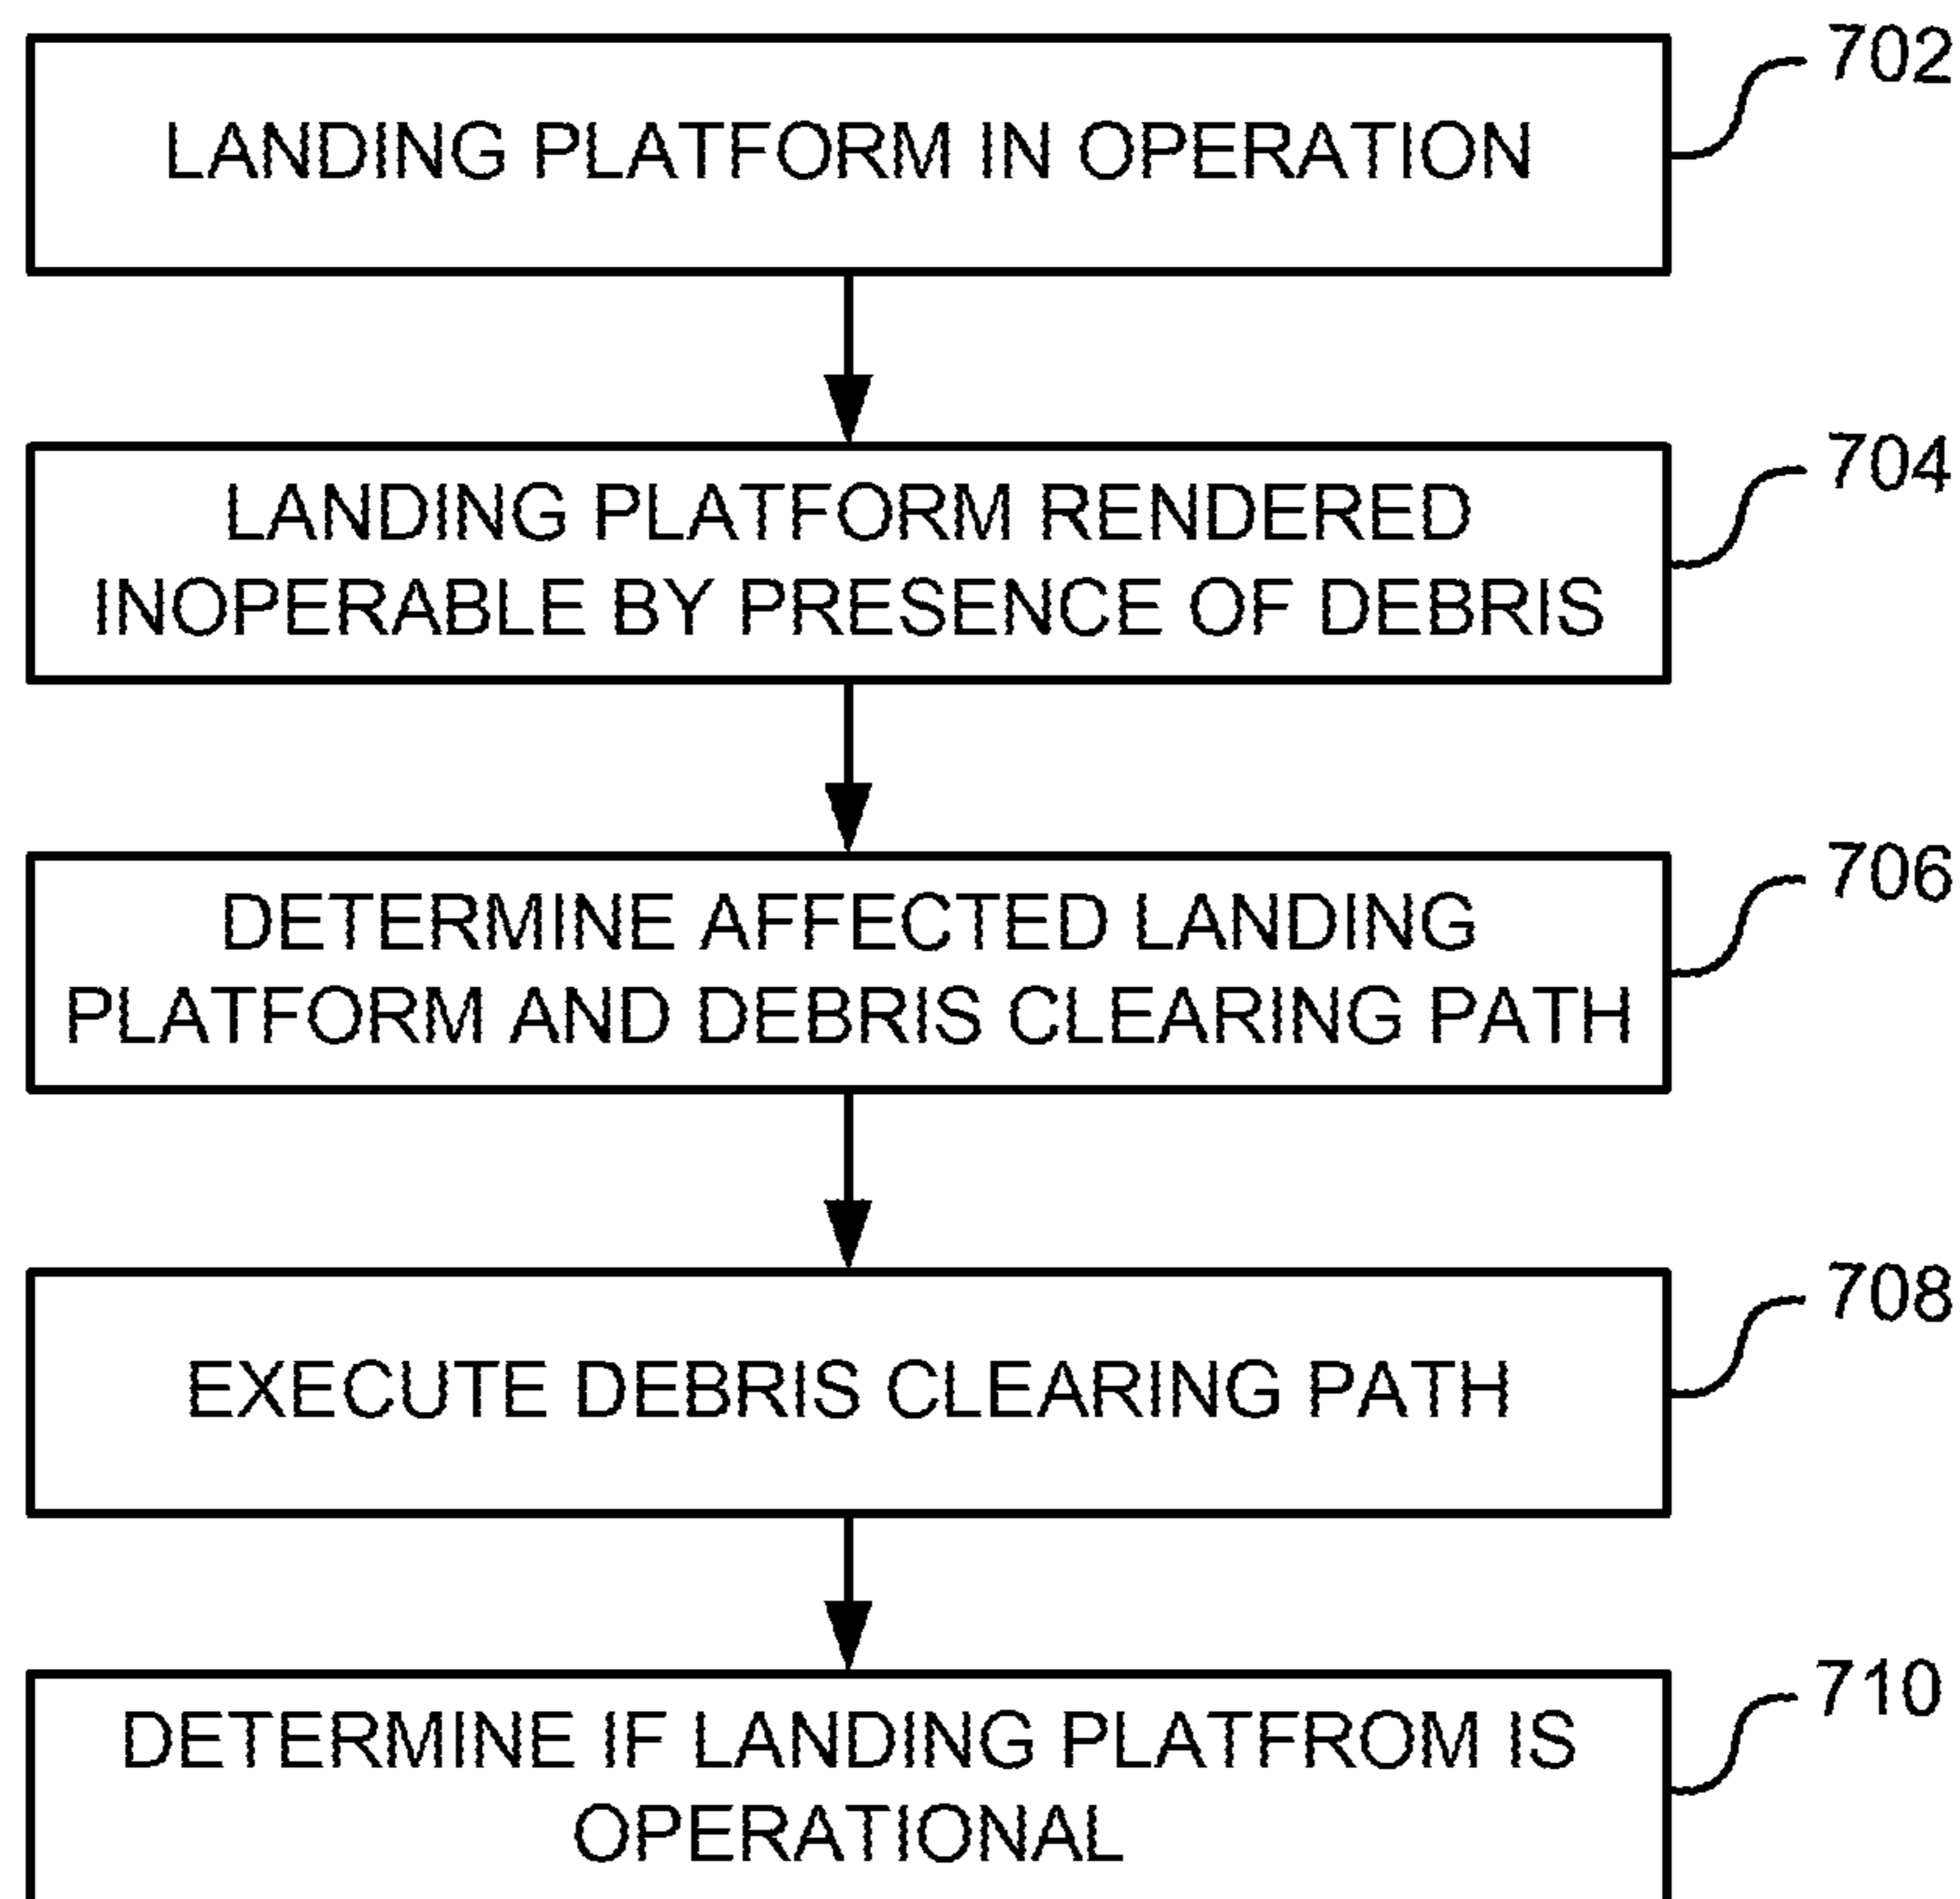 702
LANDING PLATFORM IN OPERATION
704
LANDING PLATFORM RENDERED
INOPERABLE BY PRESENCE OF DEBRIS
706
DETERMINE AFFECTED LANDING
PLATFORM AND DEBRIS CLEARING PATH
708
EXECUTE DEBRIS CLEARING PATH
710
DETERMINE IF LANDING PLATFROM IS
OPERATIONAL